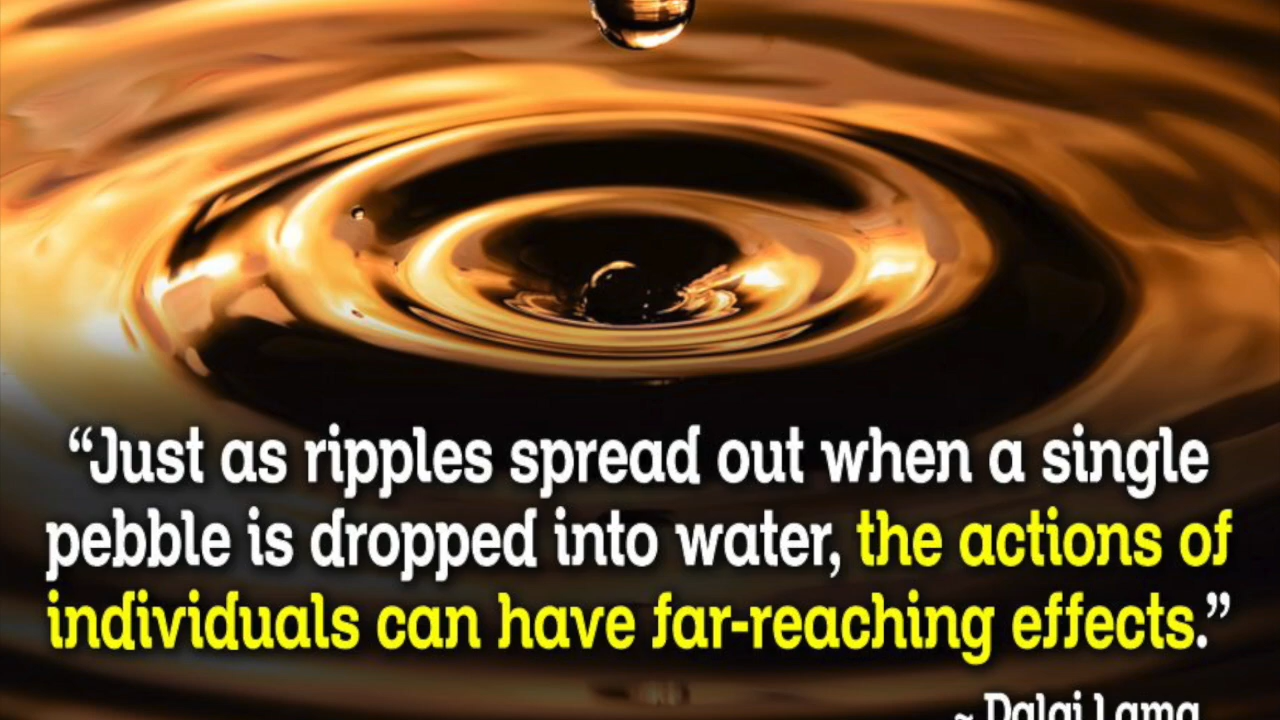 “Just as ripples spread out when a single
pebble is dropped into water, the actions of
individuals can have far-reaching effects.”
~ Dalai Lama